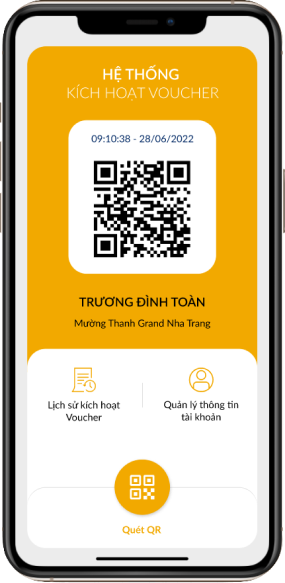 HỆ THỐNG
KÍCH HOẠT VOUCHER
09:10:38 - 28/06/2022
TRƯƠNG ĐÌNH TOÀN
Mường Thanh Grand Nha Trang
Lịch sử kích hoạt
Voucher
Quản lý thông tin
tài khoản
Quét QR